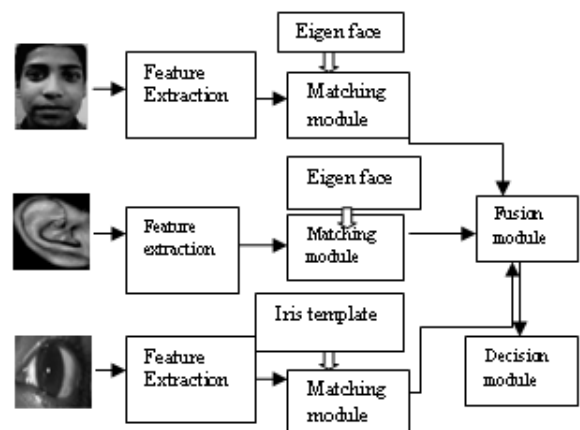 Eigen face
Feature
Extraction
Matching
module
Eigen face
Feature
extraction
Matching
module
Fusion
module
Iris template
Feature
Extraction
Matching
module
Decision
module